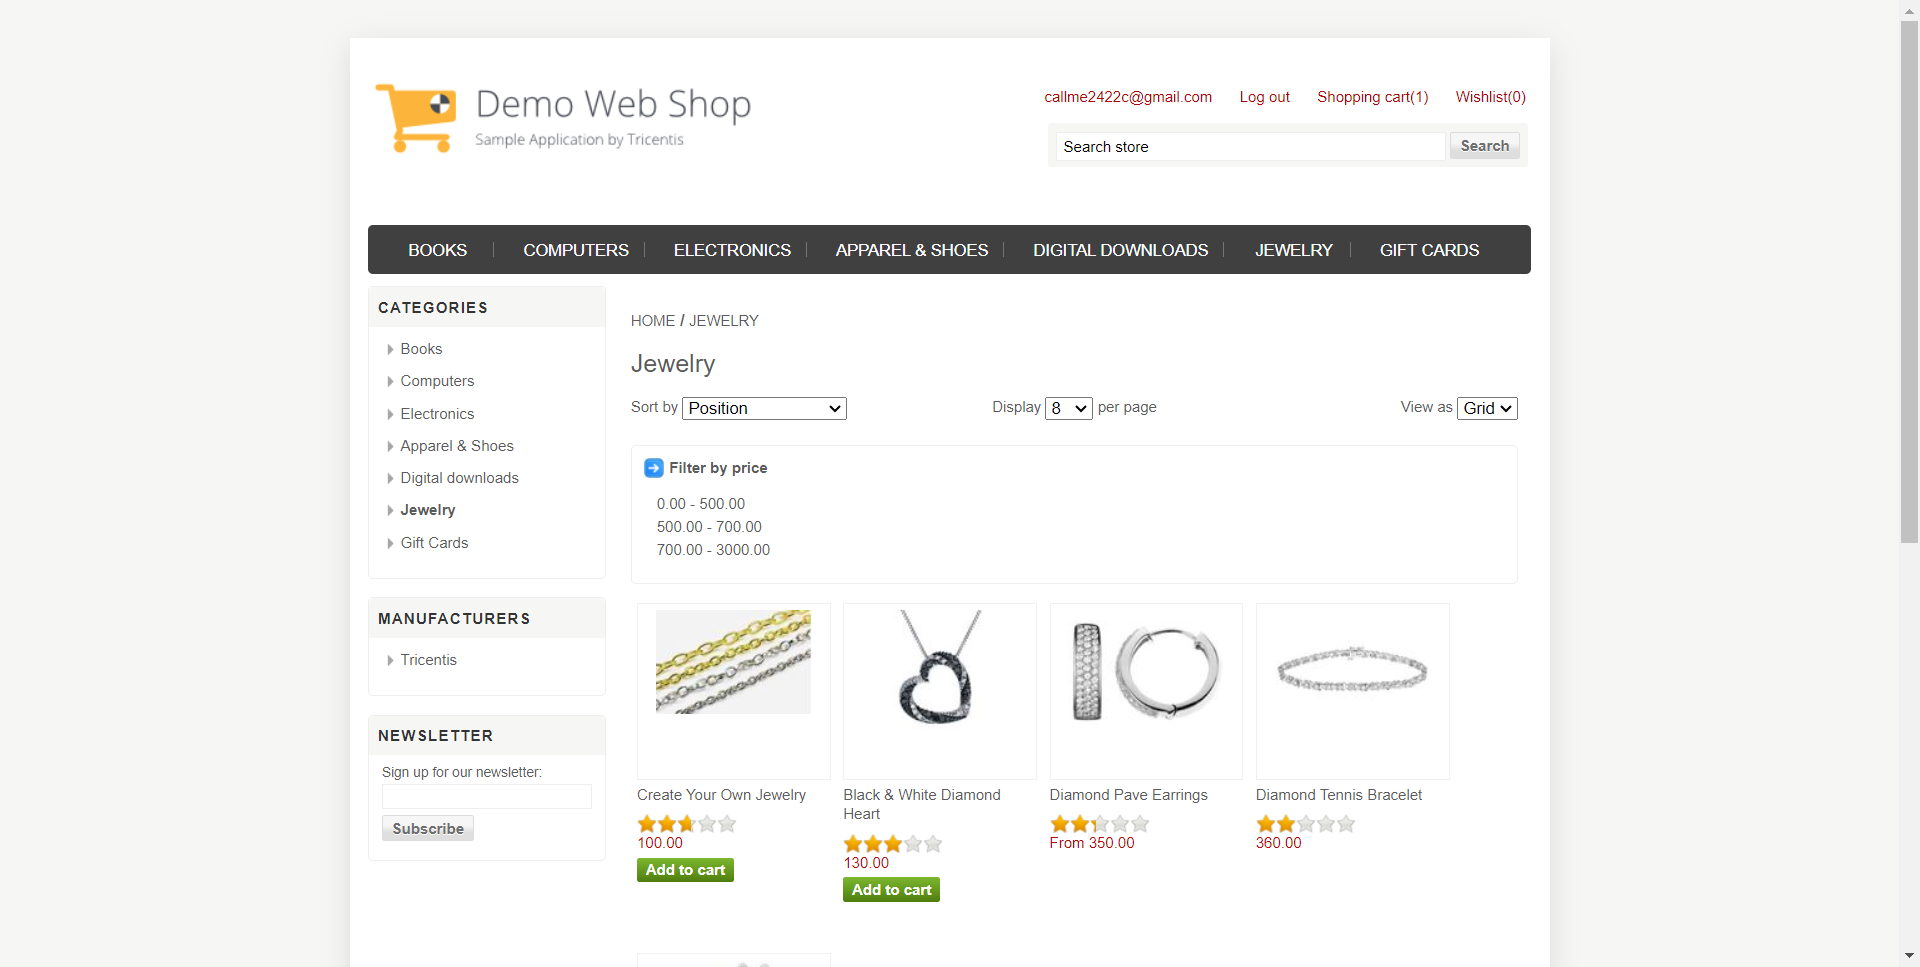 Demo Web Shop
Sample Application by Tricentis
callme2422c@gmail.com Log out Shopping cart(1) Wishlist(0)
Search store Search
BOOKS COMPUTERS ELECTRONICS APPAREL & SHOES DIGITAL DOWNLOADS JEWELRY GIFT CARDS
CATEGORIES
Books
Computers
Electronics
Apparel & Shoes
Digital downloads
Jewelry
Gift Cards
MANUFACTURERS
Tricentis
NEWSLETTER
Sign up for our newsletter:
Subscribe
HOME / JEWELRY
Jewelry
Sort by Position Display 8 per page View as Grid
Filter by price
0.00 - 500.00
500.00 - 700.00
700.00 - 3000.00
Create Your Own Jewelry
100.00
Add to cart
Black & White Diamond
Heart
130.00
Add to cart
Diamond Pave Earrings
From 350.00
Diamond Tennis Bracelet
360.00